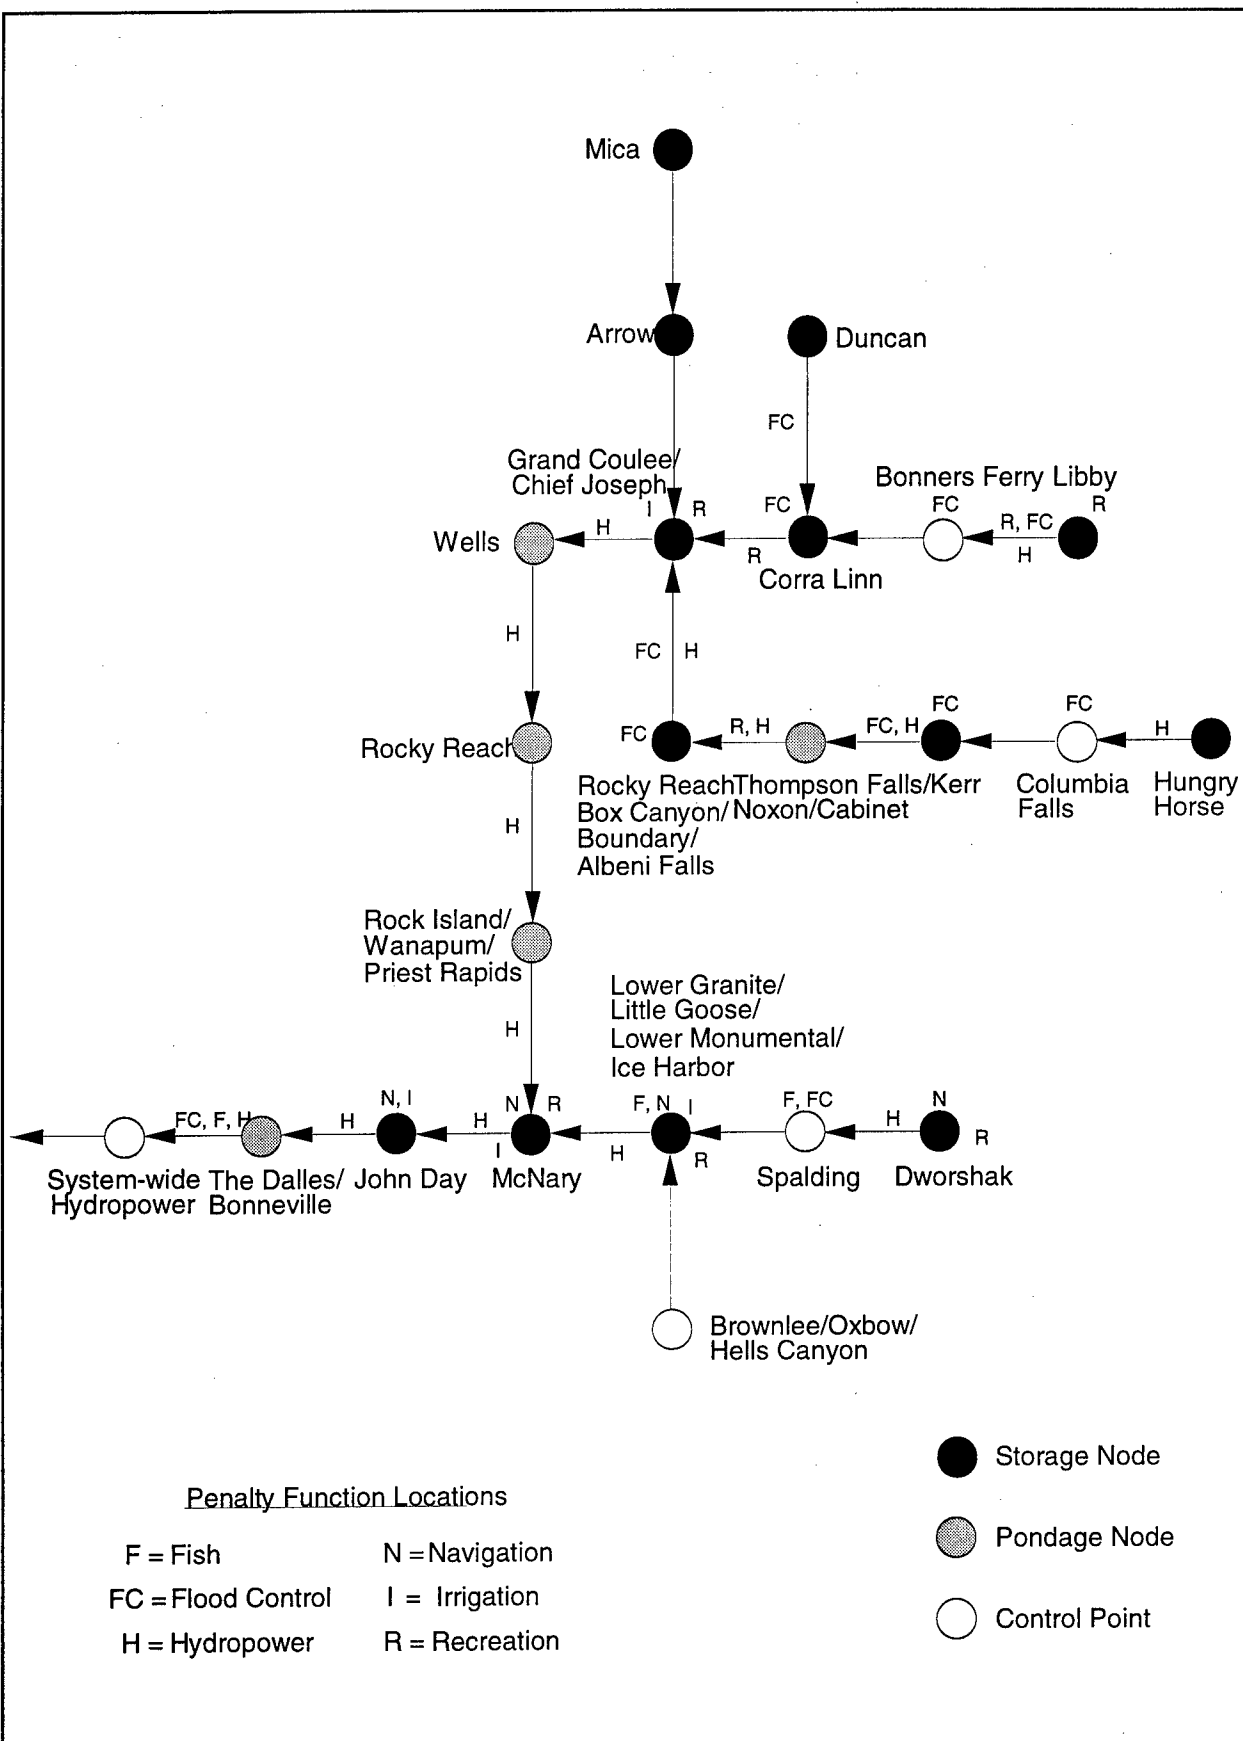 Mica
Arrow
Duncan
FC
Grand Coulee/
Chief Joseph
Bonners Ferry Libby
I
R
FC
FC
R
Wells
H
R
R, FC
H
Corra Linn
H
FC
H
FC
FC
FC
R, H
FC, H
H
Rocky Reach
Rocky Reach
Box Canyon/
Boundary/
Albeni Falls
Thompson Falls/Kerr
Noxon/Cabinet
Columbia
Falls
Hungry
Horse
H
Rock Island/
Wanapum/
Priest Rapids
H
Lower Granite/
Little Goose/
Lower Monumental/
Ice Harbor
FC, F, H
H
N, I
H
N
R
I
F, N
I
H
R
F, FC
H
N
R
System-wide
Hydropower
The Dalles/
Bonneville
John Day
McNary
Spalding
Dworshak
Brownlee/Oxbow/
Hells Canyon
Storage Node
Pondage Node
Control Point
Penalty Function Locations
F = Fish
N = Navigation
FC = Flood Control
I = Irrigation
H = Hydropower
R = Recreation